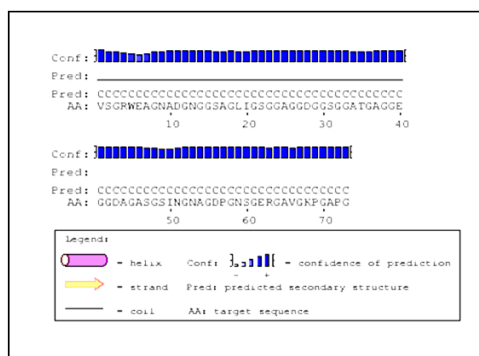 Conf:
Pred:
Pred: CCCCCCCCCCCCCCCCCCCCCCCCCCCCCCCCCCCCCCCC
AA: VSGRWEAGNADGNGGSAGLIGSGGAGGDGGSGGATGAGGE
10 20 30 40
Conf:
Pred:
Pred: CCCCCCCCCCCCCCCCCCCCCCCCCCCCCCCCC
AA: GGDAGASGSINGNAGDPGNSGERGAVGKPGAPG
50 60 70
Legend:
= helix Conf: = confidence of prediction
- +
= strand Pred: predicted secondary structure
= coil AA: target sequence